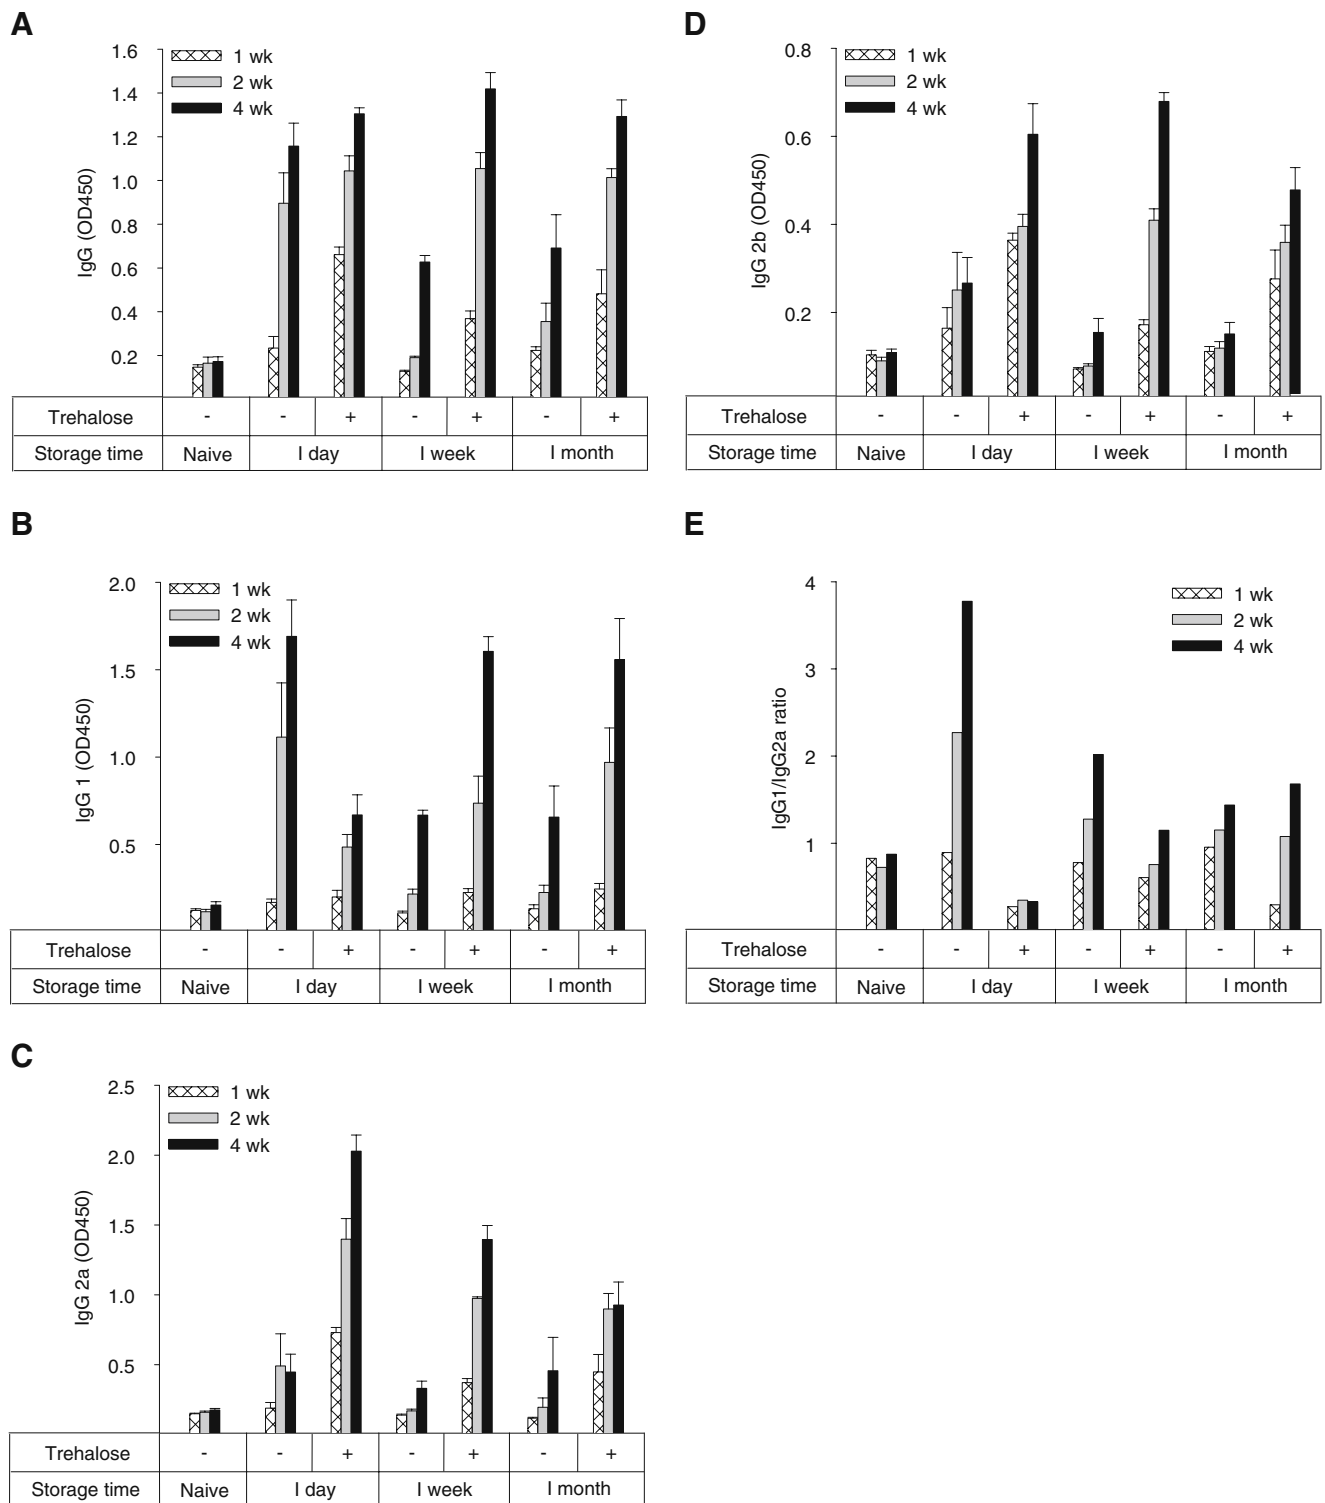 A
1.6
1.4
1.2
1.0
0.8
0.6
0.4
0.2
IgG (OD450)
1 wk
2 wk
4 wk
Trehalose - - + - + - +
Storage time Naive I day I week I month
D
0.8
0.6
0.4
0.2
IgG 2b (OD450)
1 wk
2 wk
4 wk
Trehalose - - + - + - +
Storage time Naive I day I week I month
B
2.0
1.5
1.0
0.5
IgG 1 (OD450)
1 wk
2 wk
4 wk
Trehalose - - + - + - +
Storage time Naive I day I week I month
E
4
3
2
1
IgG1/IgG2a ratio
1 wk
2 wk
4 wk
Trehalose - - + - + - +
Storage time Naive I day I week I month
C
2.5
2.0
1.5
1.0
0.5
IgG 2a (OD450)
1 wk
2 wk
4 wk
Trehalose - - + - + - +
Storage time Naive I day I week I month